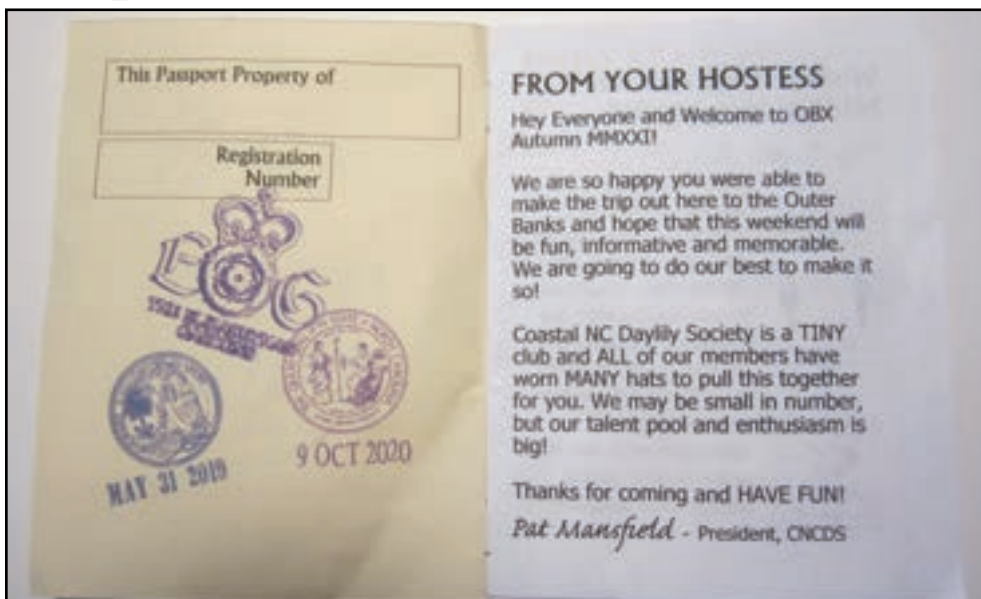 This Passport Property of
Registration
Number
EOG
MAY 31 2019
9 OCT 2020
FROM YOUR HOSTESS
Hey Everyone and Welcome to OBX
Autumn MMXXI!
We are so happy you were able to
make the trip out here to the Outer
Banks and hope that this weekend will
be fun, informative and memorable.
We are going to do our best to make it
so!
Coastal NC Daylily Society is a TINY
club and ALL of our members have
worn MANY hats to pull this together
for you. We may be small in number,
but our talent pool and enthusiasm is
big!
Thanks for coming and HAVE FUN!
Pat Mansfield - President, CNCDS